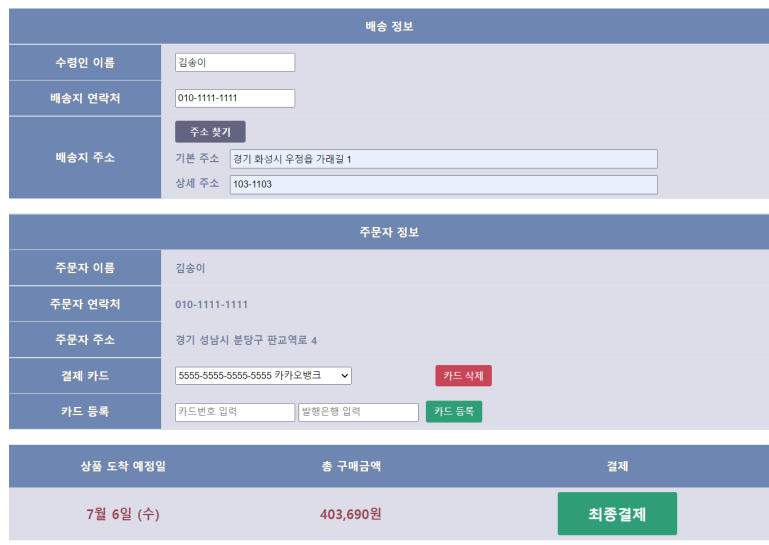 배송 정보
수령인 이름 김송이
배송지 연락처 010-1111-1111
배송지 주소
주소 찾기
기본 주소 경기 화성시 우정읍 가래길 1
상세 주소 103-1103
주문자 정보
주문자 이름 김송이
주문자 연락처 010-1111-1111
주문자 주소 경기 성남시 분당구 판교역로 4
결제 카드 5555-5555-5555-5555 카카오뱅크 카드 삭제
카드 등록 카드번호 입력 발행은행 입력 카드 등록
상품 도착 예정일 총 구매금액 결제
7월 6일 (수) 403,690원 최종결제